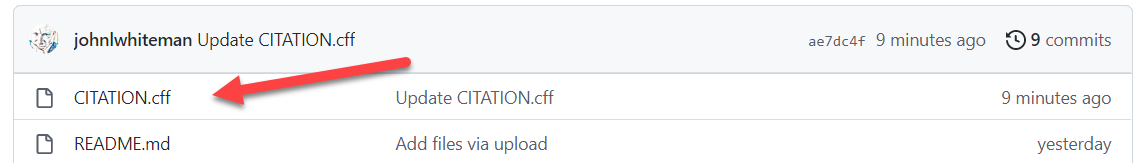 johnlwhiteman Update CITATION.cff ae7dc4f 9 minutes ago 9 commits
CITATION.cff Update CITATION.cff 9 minutes ago
README.md Add files via upload yesterday